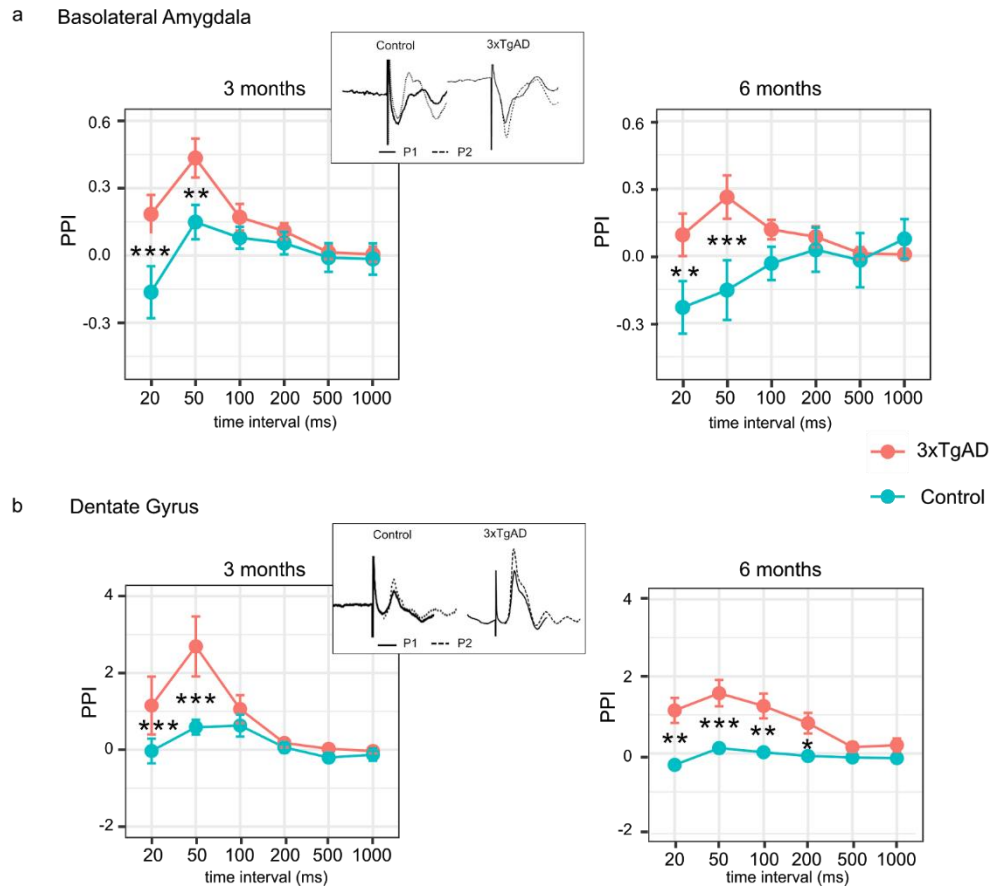 a Basolateral Amygdala
Control 3xTgAD
P1 P2
3 months
0.6
0.3
0.0
-0.3
PPI
**
***
20 50 100 200 500 1000
time interval (ms)
6 months
0.6
0.3
0.0
-0.3
PPI
***
**
20 50 100 200 500 1000
time interval (ms)
3xTgAD
Control
b Dentate Gyrus
Control 3xTgAD
P1 P2
3 months
4
2
0
-2
PPI
***
***
20 50 100 200 500 1000
time interval (ms)
6 months
4
2
0
-2
PPI
** *** ** *
20 50 100 200 500 1000
time interval (ms)